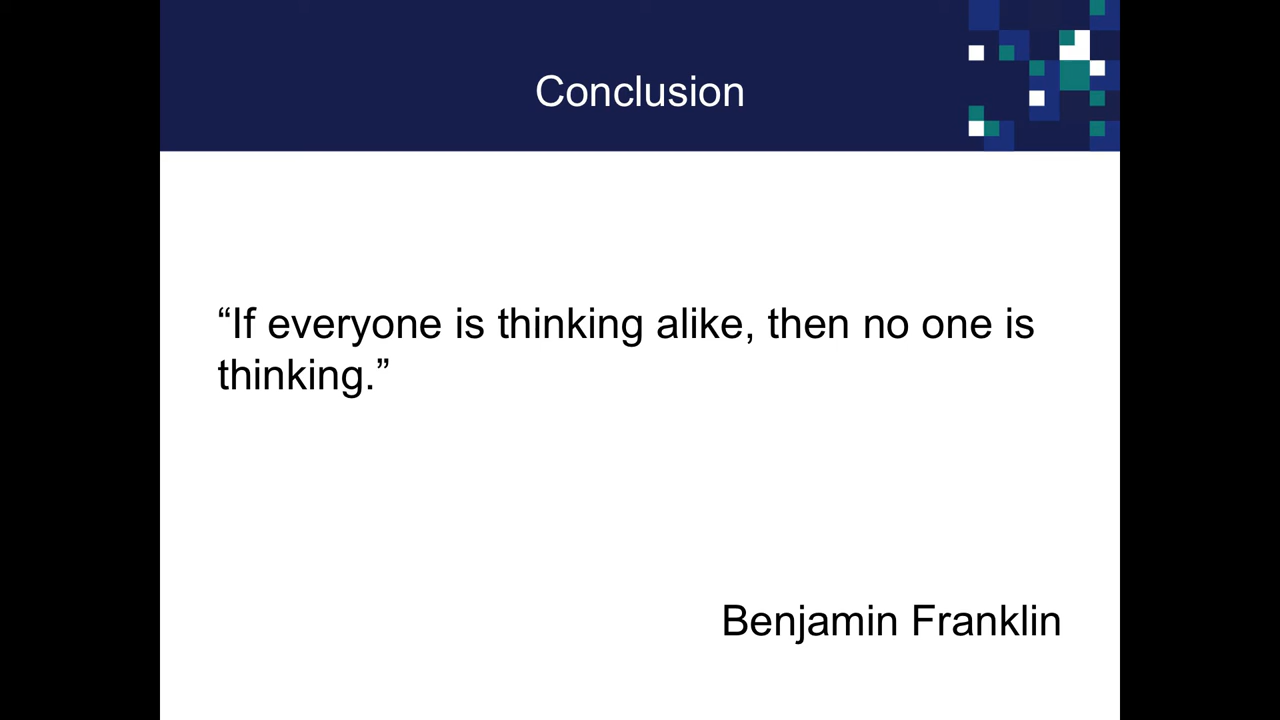 Conclusion
“If everyone is thinking alike, then no one is
thinking.”
Benjamin Franklin